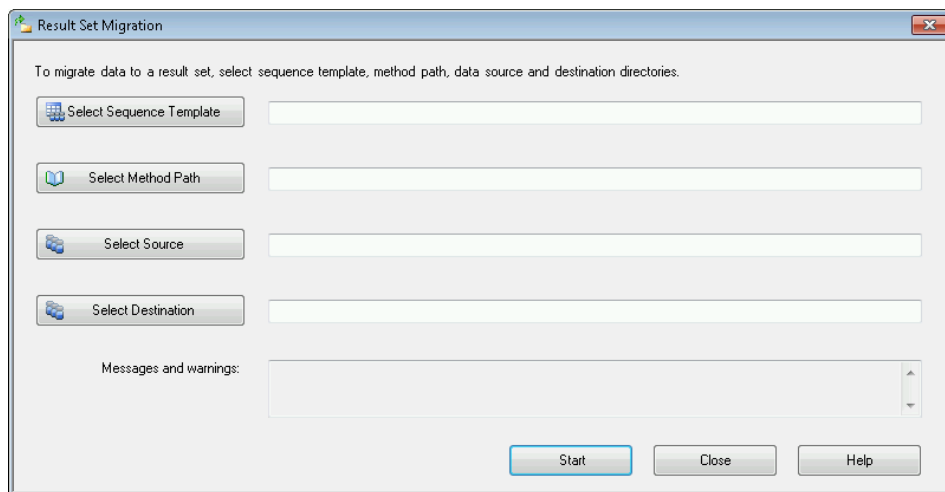 Result Set Migration
To migrate data to a result set, select sequence template, method path, data source and destination directories.
Select Sequence Template
Select Method Path
Select Source
Select Destination
Messages and warnings:
Start Close Help